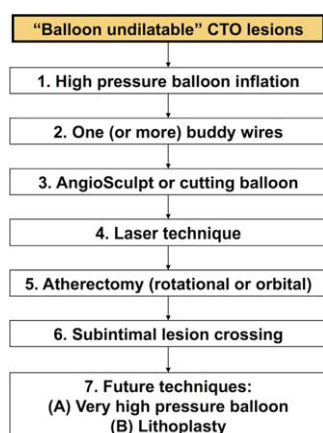 “Balloon undilatable” CTO lesions
1. High pressure balloon inflation
2. One (or more) buddy wires
3. AngioSculpt or cutting balloon
4. Laser technique
5. Atherectomy (rotational or orbital)
6. Subintimal lesion crossing
7. Future techniques:
(A) Very high pressure balloon
(B) Lithoplasty